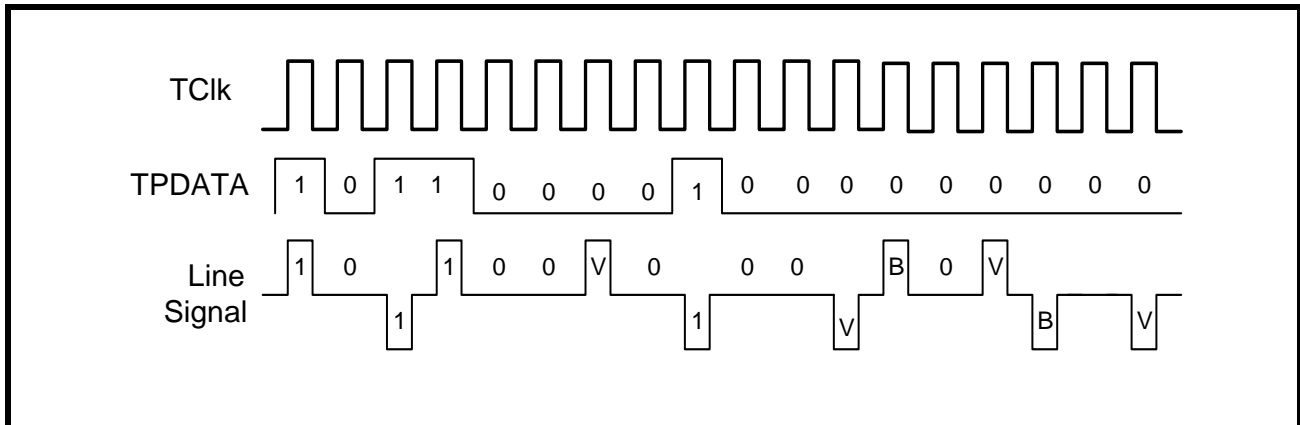 TClk
TPDATA
1 0 1 1 0 0 0 0 1 0 0 0 0 0 0 0 0 0
Line
Signal
1 0 1 0 0 V 0 0 0 B 0 V
1 1 V B V